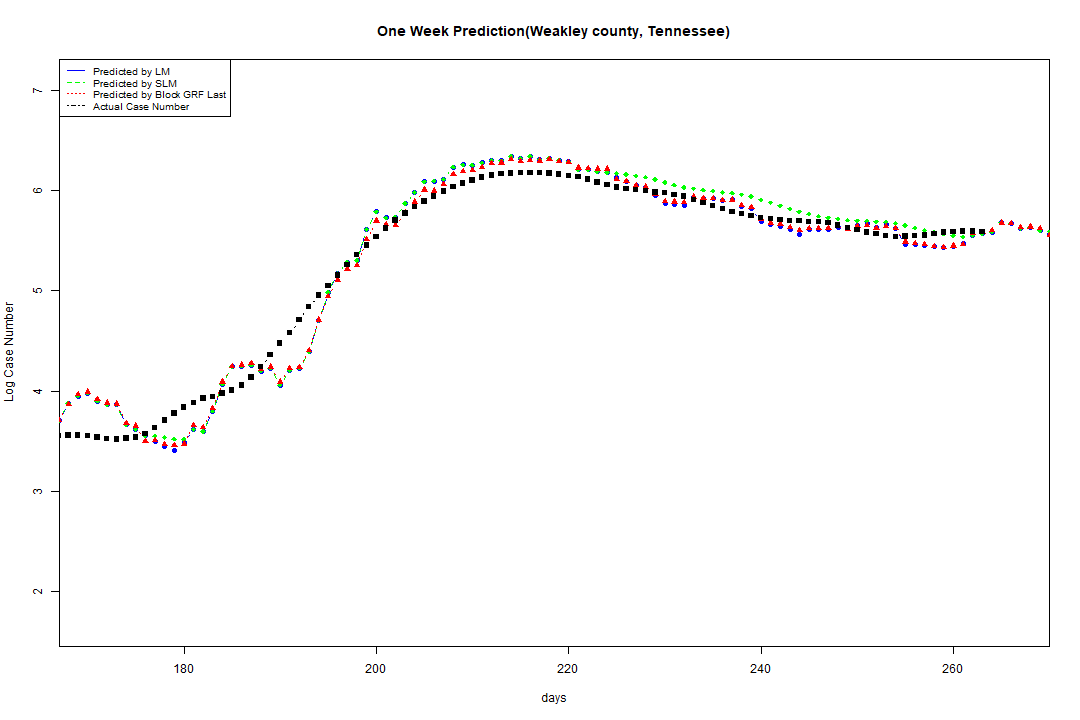 One Week Prediction(Weakley county, Tennessee)
Predicted by LM
Predicted by SLM
Predicted by Block GRF Last
Actual Case Number
7
6
5
4
3
2
Log Case Number
180 200 220 240 260
days